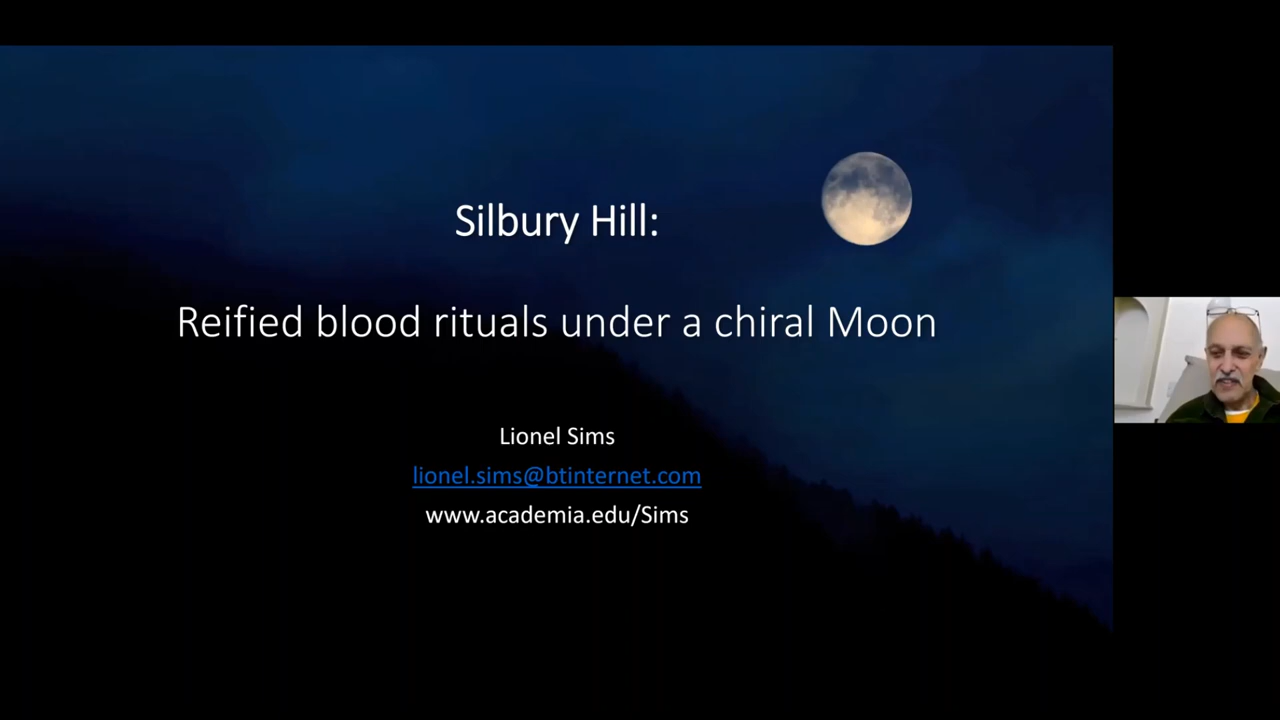 Silbury Hill:
Reified blood rituals under a chiral Moon
Lionel Sims
lionel.sims@btinternet.com
www.academia.edu/Sims